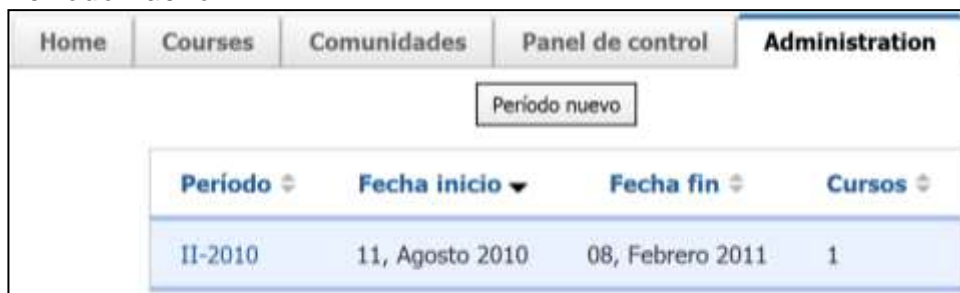 Home Courses Comunidades Panel de control Administration
Período nuevo
Período Fecha inicio Fecha fin Cursos
II-2010 11, Agosto 2010 08, Febrero 2011 1